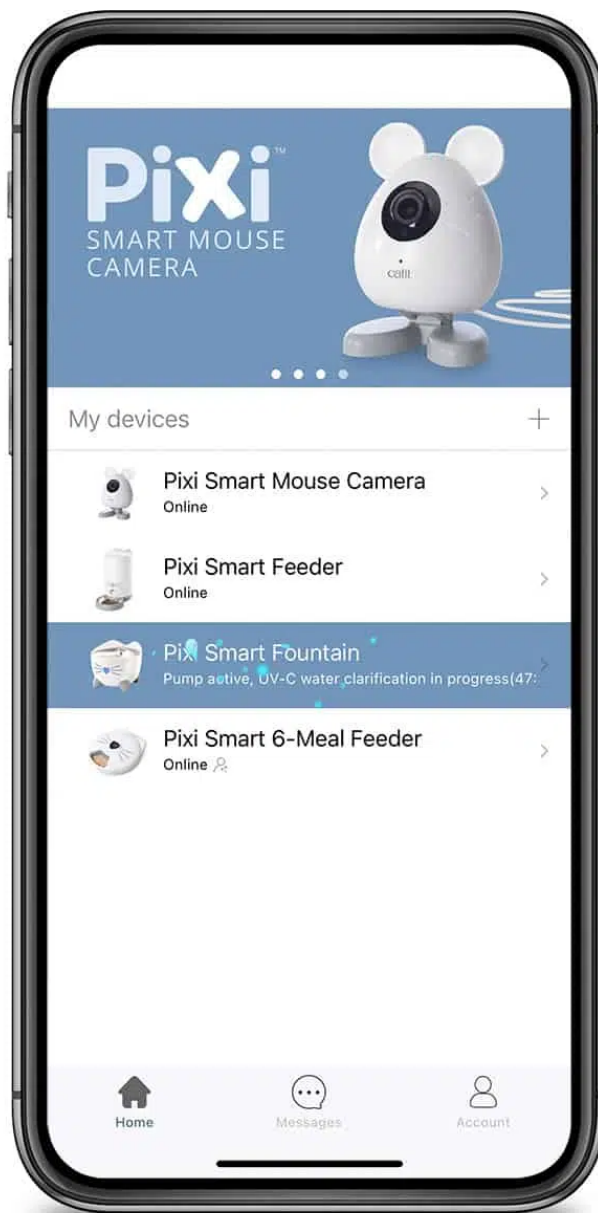 Pixi™
SMART MOUSE
CAMERA
catit
My devices
+
Pixi Smart Mouse Camera
Online
Pixi Smart Feeder
Online
Pixi Smart Fountain
Pump active, UV-C water clarification in progress(47:
Pixi Smart 6-Meal Feeder
Online
Home
Messages
Account